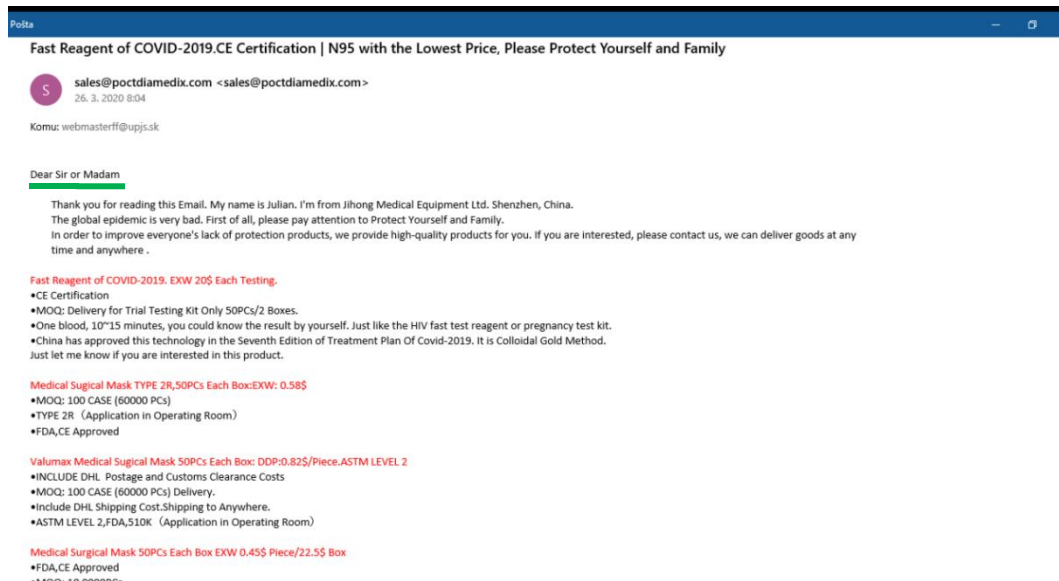 Pošta
Fast Reagent of COVID-2019.CE Certification | N95 with the Lowest Price, Please Protect Yourself and Family
S
sales@poctdiamedix.com <sales@poctdiamedix.com>
26. 3. 2020 8:04
Komu: webmasterff@upjs.sk
Dear Sir or Madam
Thank you for reading this Email. My name is Julian. I'm from Jihong Medical Equipment Ltd. Shenzhen, China.
The global epidemic is very bad. First of all, please pay attention to Protect Yourself and Family.
In order to improve everyone's lack of protection products, we provide high-quality products for you. If you are interested, please contact us, we can deliver goods at any
time and anywhere .
Fast Reagent of COVID-2019. EXW 20$ Each Testing.
•CE Certification
•MOQ: Delivery for Trial Testing Kit Only 50PCs/2 Boxes.
•One blood, 10~15 minutes, you could know the result by yourself. Just like the HIV fast test reagent or pregnancy test kit.
•China has approved this technology in the Seventh Edition of Treatment Plan Of Covid-2019. It is Colloidal Gold Method.
Just let me know if you are interested in this product.
Medical Sugical Mask TYPE 2R,50PCs Each Box:EXW: 0.58$
•MOQ: 100 CASE (60000 PCs)
•TYPE 2R（Application in Operating Room）
•FDA,CE Approved
Valumax Medical Sugical Mask 50PCs Each Box: DDP:0.82$/Piece.ASTM LEVEL 2
•INCLUDE DHL Postage and Customs Clearance Costs
•MOQ: 100 CASE (60000 PCs) Delivery.
•Include DHL Shipping Cost.Shipping to Anywhere.
•ASTM LEVEL 2,FDA,510K（Application in Operating Room）
Medical Surgical Mask 50PCs Each Box EXW 0.45$ Piece/22.5$ Box
•FDA,CE Approved